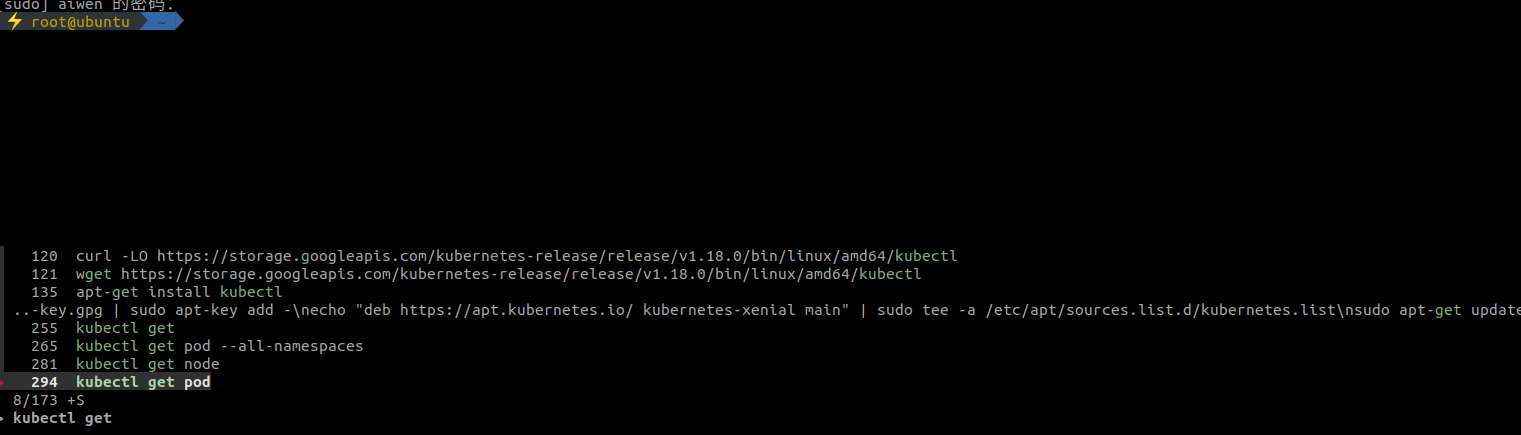 [sudo] aiwen 的密码:
⚡ root@ubuntu ~
120 curl -LO https://storage.googleapis.com/kubernetes-release/release/v1.18.0/bin/linux/amd64/kubectl
121 wget https://storage.googleapis.com/kubernetes-release/release/v1.18.0/bin/linux/amd64/kubectl
135 apt-get install kubectl
..-key.gpg | sudo apt-key add -\necho "deb https://apt.kubernetes.io/ kubernetes-xenial main" | sudo tee -a /etc/apt/sources.list.d/kubernetes.list\nsudo apt-get update
255 kubectl get
265 kubectl get pod --all-namespaces
281 kubectl get node
294 kubectl get pod
8/173 +S
kubectl get